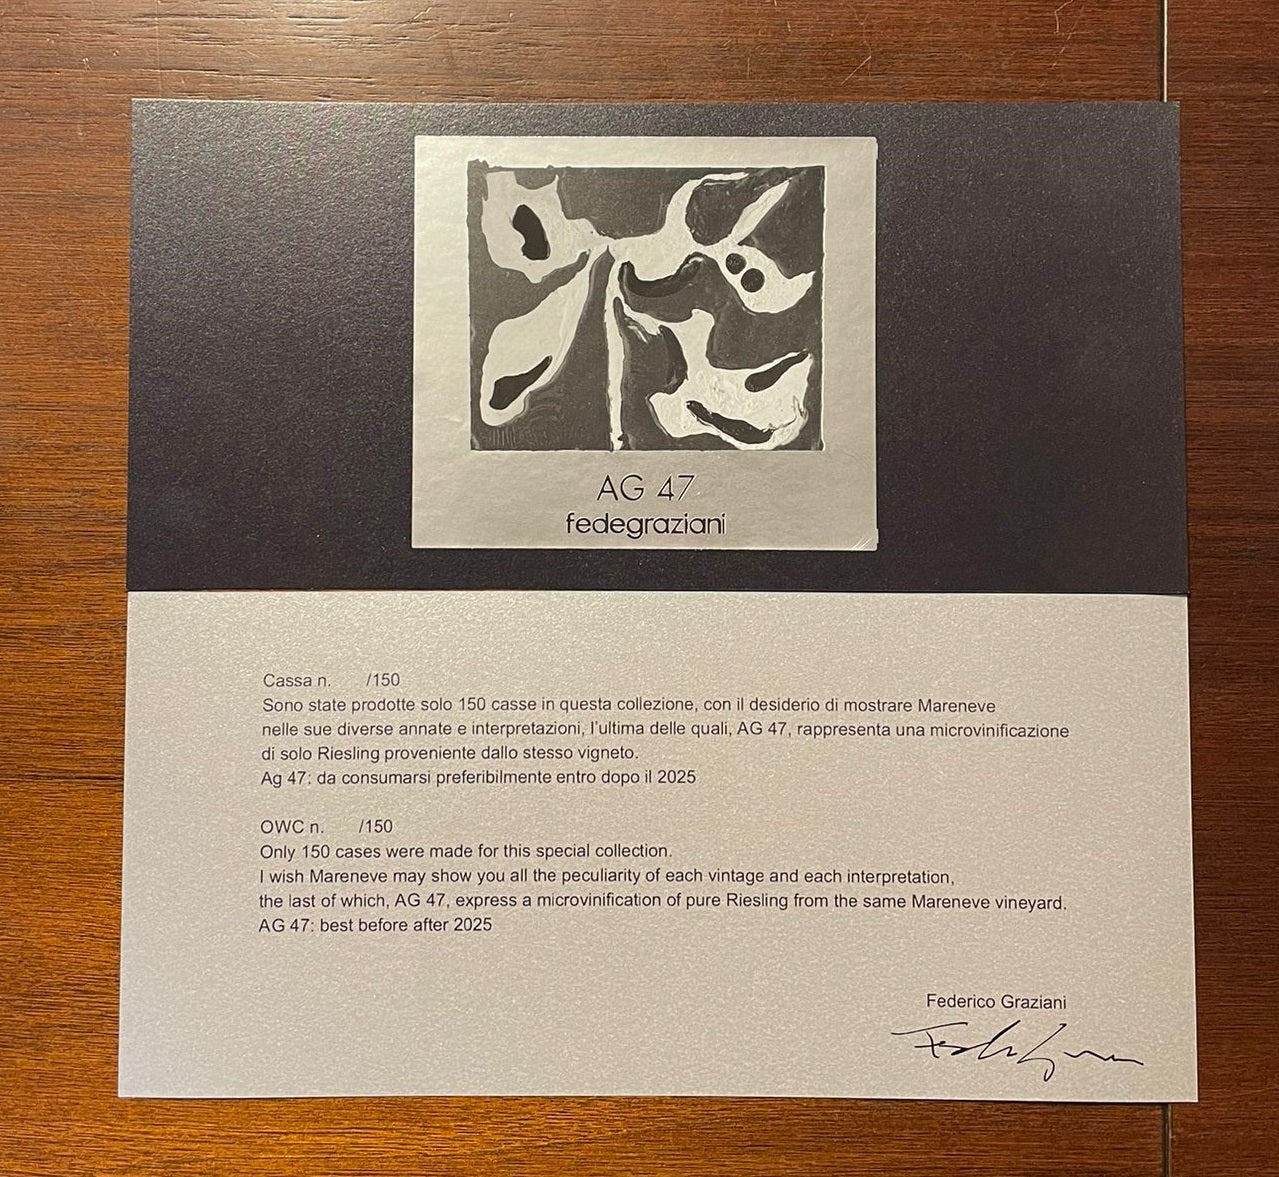 AG 47
fedegraziani
Cassa n. /150
Sono state prodotte solo 150 casse in questa collezione, con il desiderio di mostrare Mareneve
nelle sue diverse annate e interpretazioni, l'ultima delle quali, AG 47, rappresenta una microvinificazione
di solo Riesling proveniente dallo stesso vigneto.
Ag 47: da consumarsi preferibilmente entro dopo il 2025
OWC n. /150
Only 150 cases were made for this special collection.
I wish Mareneve may show you all the peculiarity of each vintage and each interpretation,
the last of which, AG 47, express a microvinification of pure Riesling from the same Mareneve vineyard.
AG 47: best before after 2025
Federico Graziani